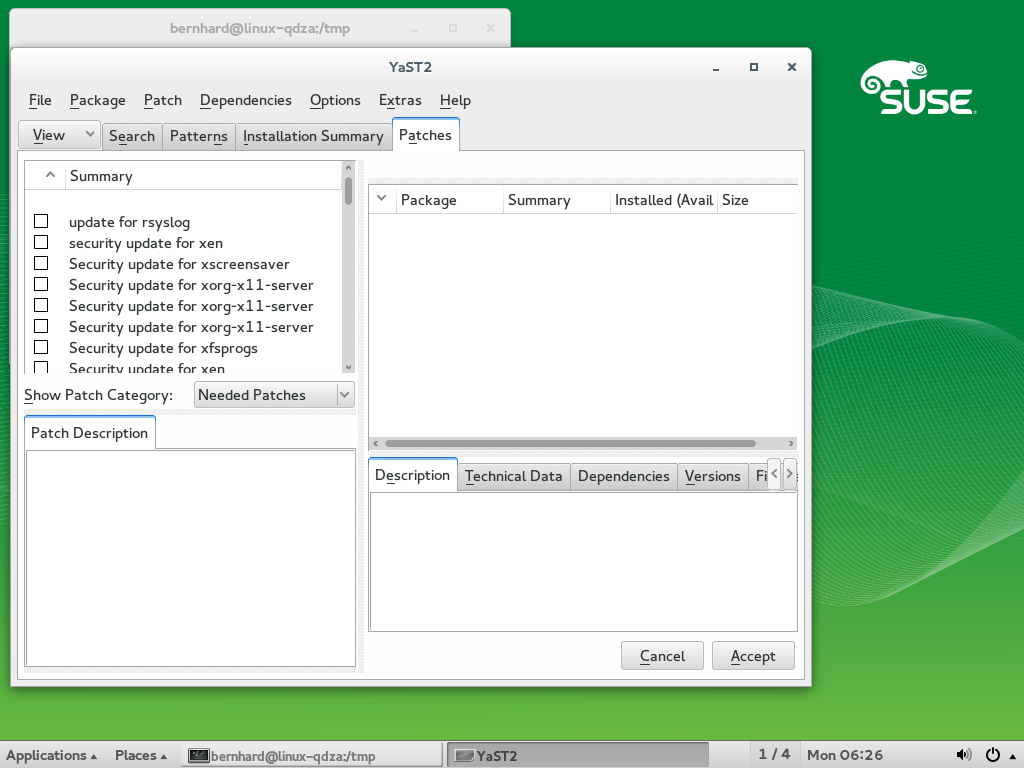 bernhard@linux-qdza:/tmp
YaST2
SUSE
File Package Patch Dependencies Options Extras Help
View Search Patterns Installation Summary Patches
Summary
Package Summary Installed (Avail Size
update for rsyslog
security update for xen
Security update for xscreensaver
Security update for xorg-x11-server
Security update for xorg-x11-server
Security update for xorg-x11-server
Security update for xfsprogs
Security update for xen
Show Patch Category: Needed Patches
Patch Description
Description Technical Data Dependencies Versions
Cancel Accept
Applications Places bernhard@linux-qdza:/tmp YaST2 1 / 4 Mon 06:26